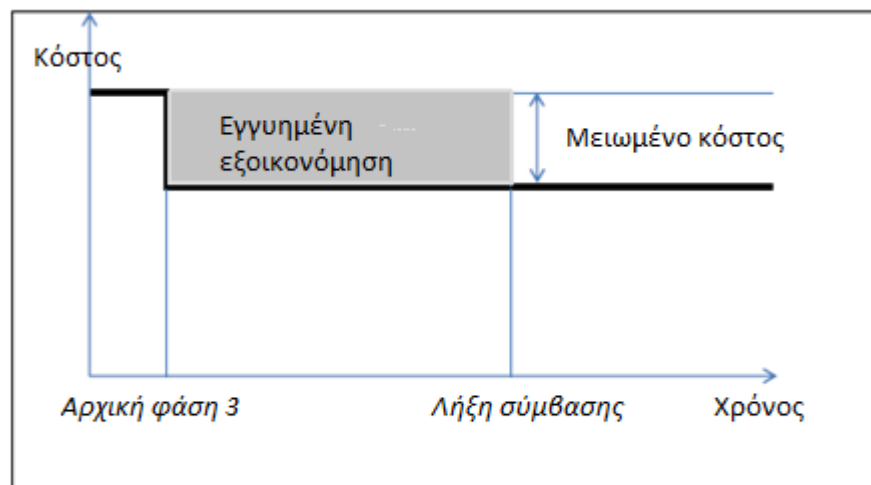 Κόστος
Εγγυημένη
εξοικονόμηση
Μειωμένο κόστος
Αρχική φάση 3
Λήξη σύμβασης
Χρόνος